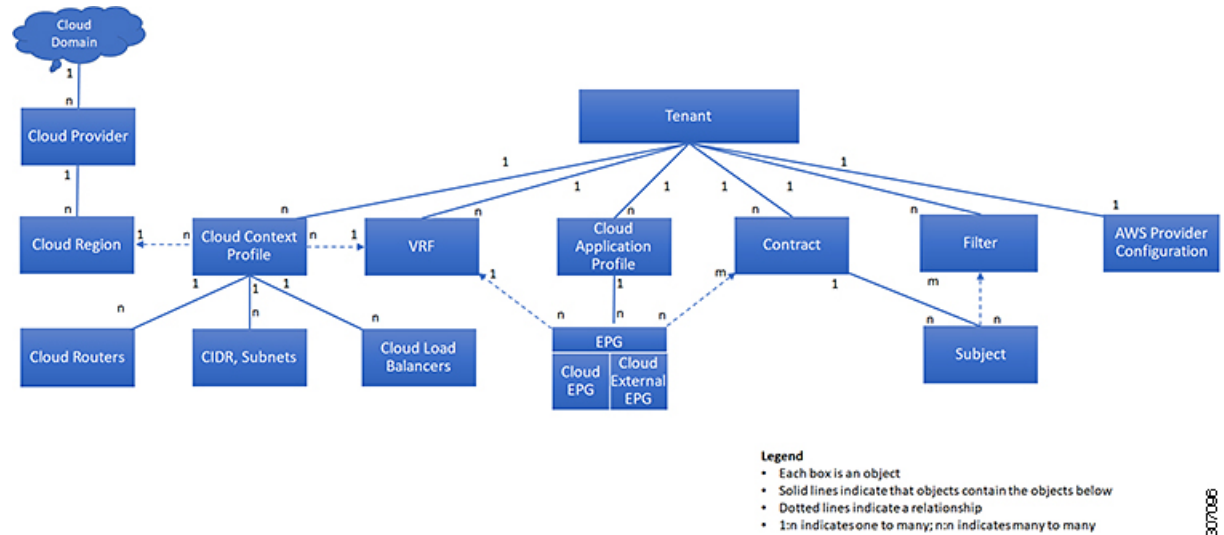 Cloud
Domain
1
n
Cloud Provider
Tenant
1
n
1
1
1
1
1
1
n
n
n
n
n
1
Cloud Region
1
n
Cloud Context
Profile
n
1
VRF
Cloud
Application
Profile
Contract
Filter
AWS Provider
Configuration
1
1
1
1
1
m
1
m
n
n
n
n
n
n
n
n
Cloud Routers
CIDR, Subnets
Cloud Load
Balancers
EPG
Cloud
EPG
Cloud
External
EPG
Subject
Legend
• Each box is an object
• Solid lines indicate that objects contain the objects below
• Dotted lines indicate a relationship
• 1:n indicates one to many; n:n indicates many to many
307096